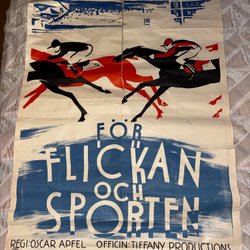 FÖR
FLICKAN
OCH
SPORTEN
REGI: OSCAR APFEL OFFICIN: TIFFANY PRODUCTIONS